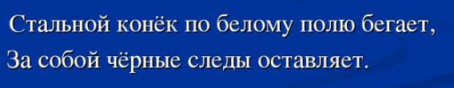 Стальной конёк по белому полю бегает,
За собой чёрные следы оставляет.